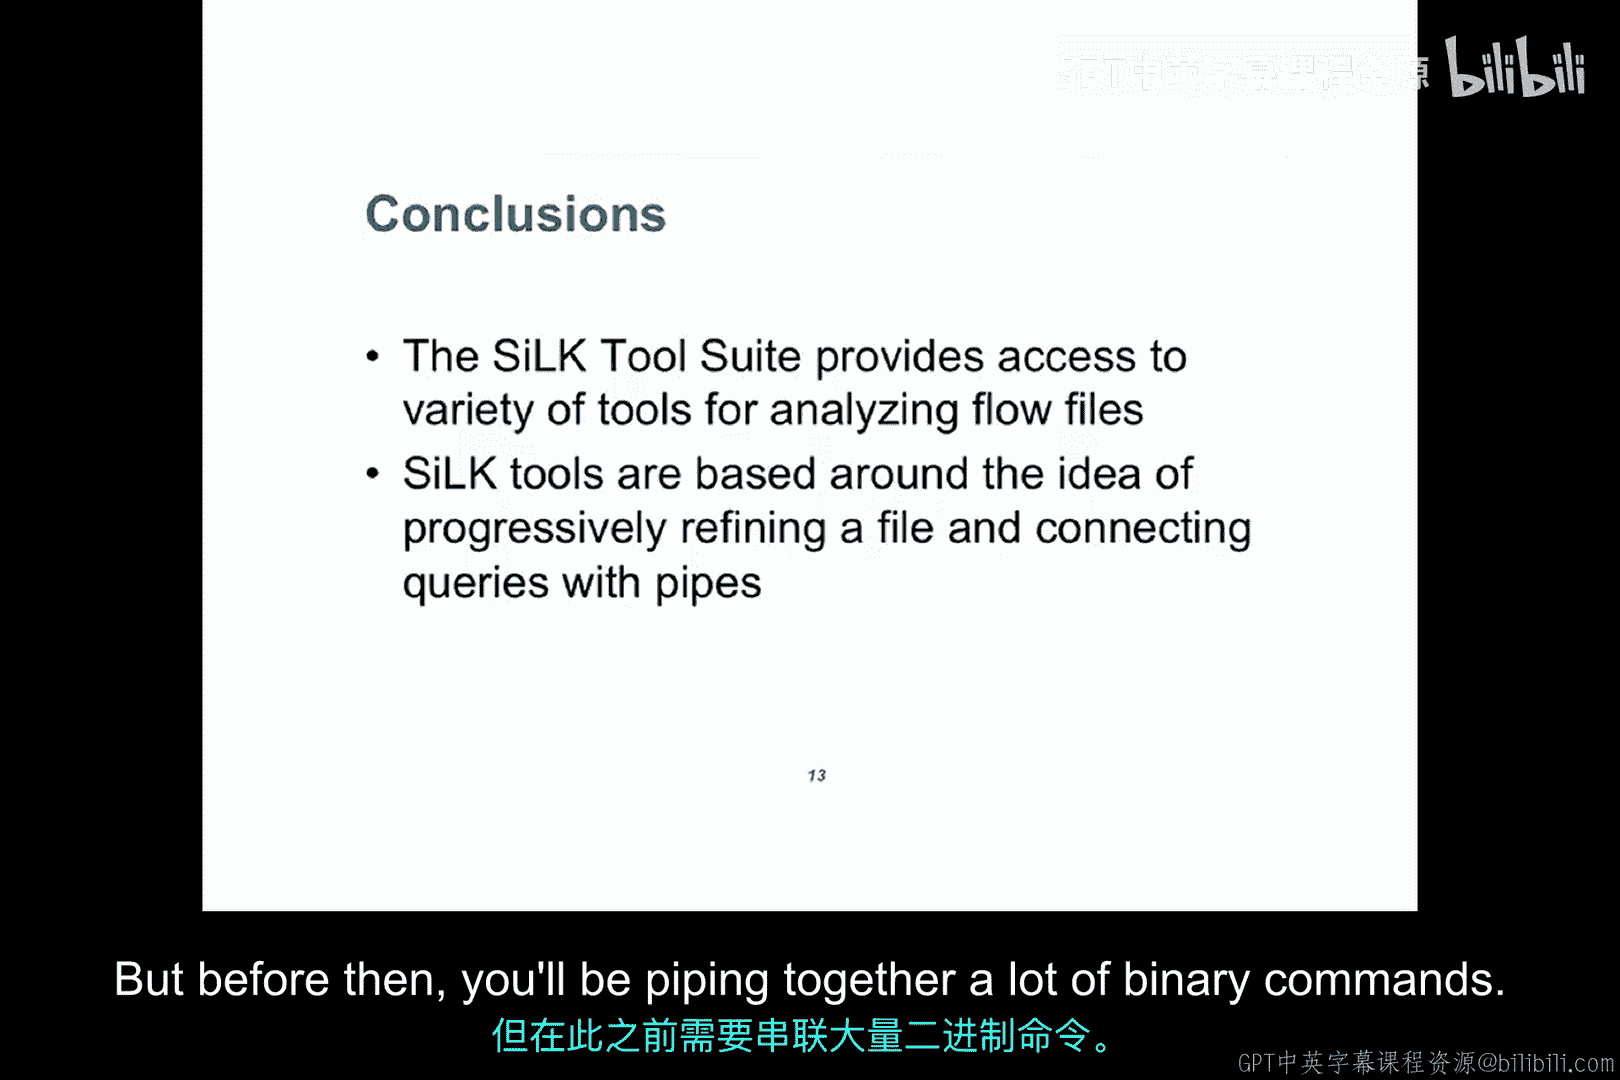 bilibili
Conclusions
• The SiLK Tool Suite provides access to
variety of tools for analyzing flow files
• SiLK tools are based around the idea of
progressively refining a file and connecting
queries with pipes
13
But before then, you'll be piping together a lot of binary commands.
但在此之前需要串联大量二进制命令。
GPT中英字幕课程资源@bilibili.com